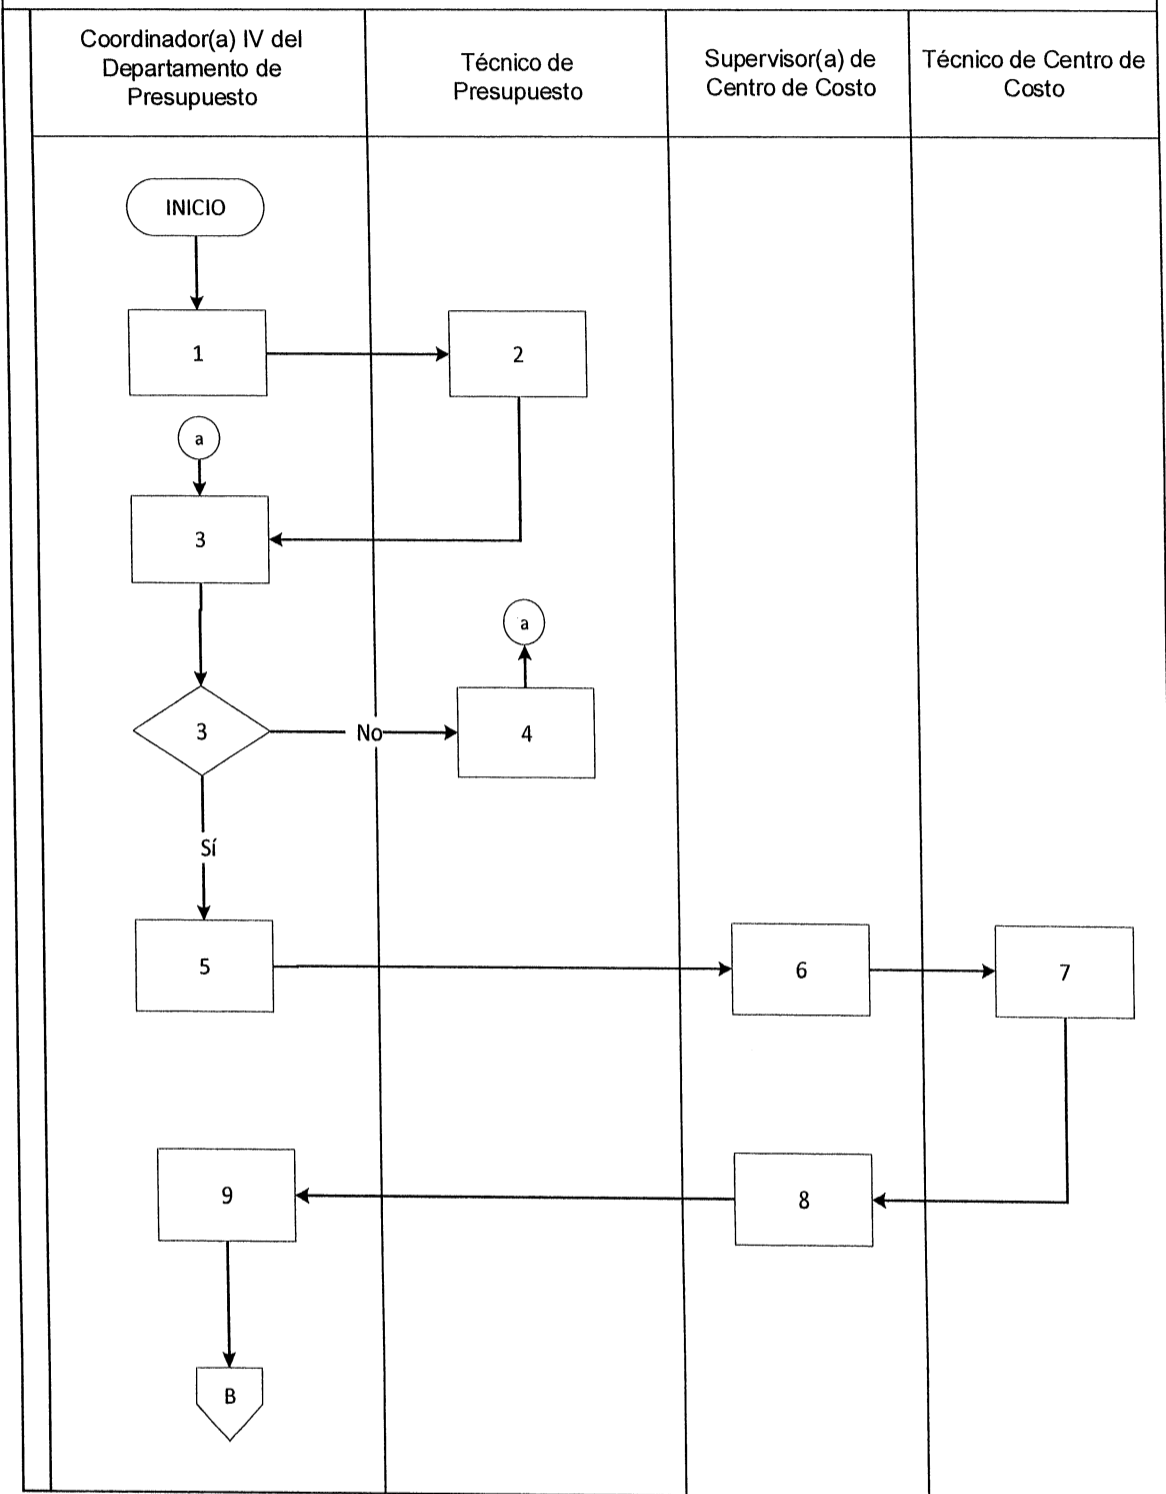 Coordinador(a) IV del
Departamento de
Presupuesto
Técnico de
Presupuesto
Supervisor(a) de
Centro de Costo
Técnico de Centro de
Costo
INICIO
1
2
a
3
a
3
No
4
Sí
5
6
7
9
8
B